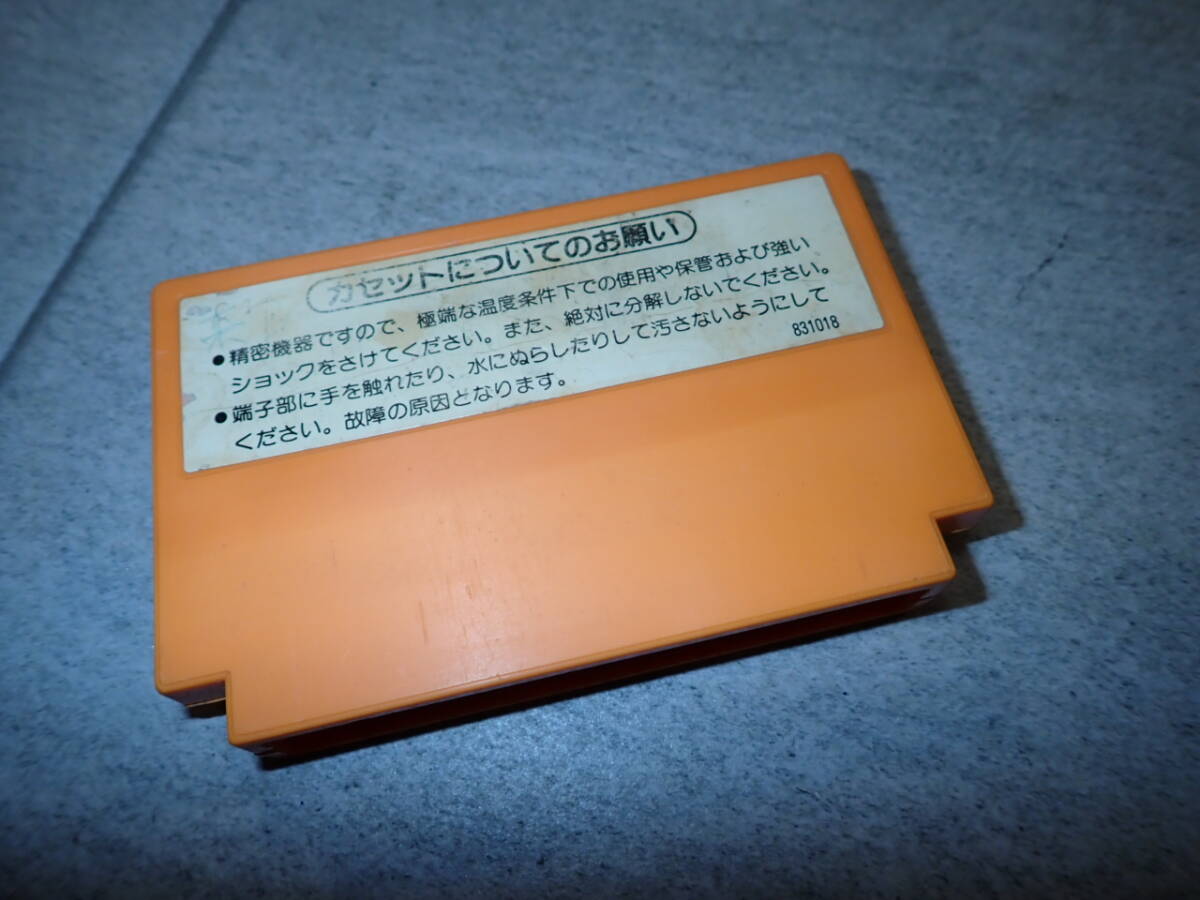 カセットについてのお願い
●精密機器ですので、極端な温度条件下での使用や保管および強い
ショックをさけてください。また、絶対に分解しないでください。
●端子部に手を触れたり、水にぬらしたりして汚さないようにして
ください。故障の原因となります。
831018